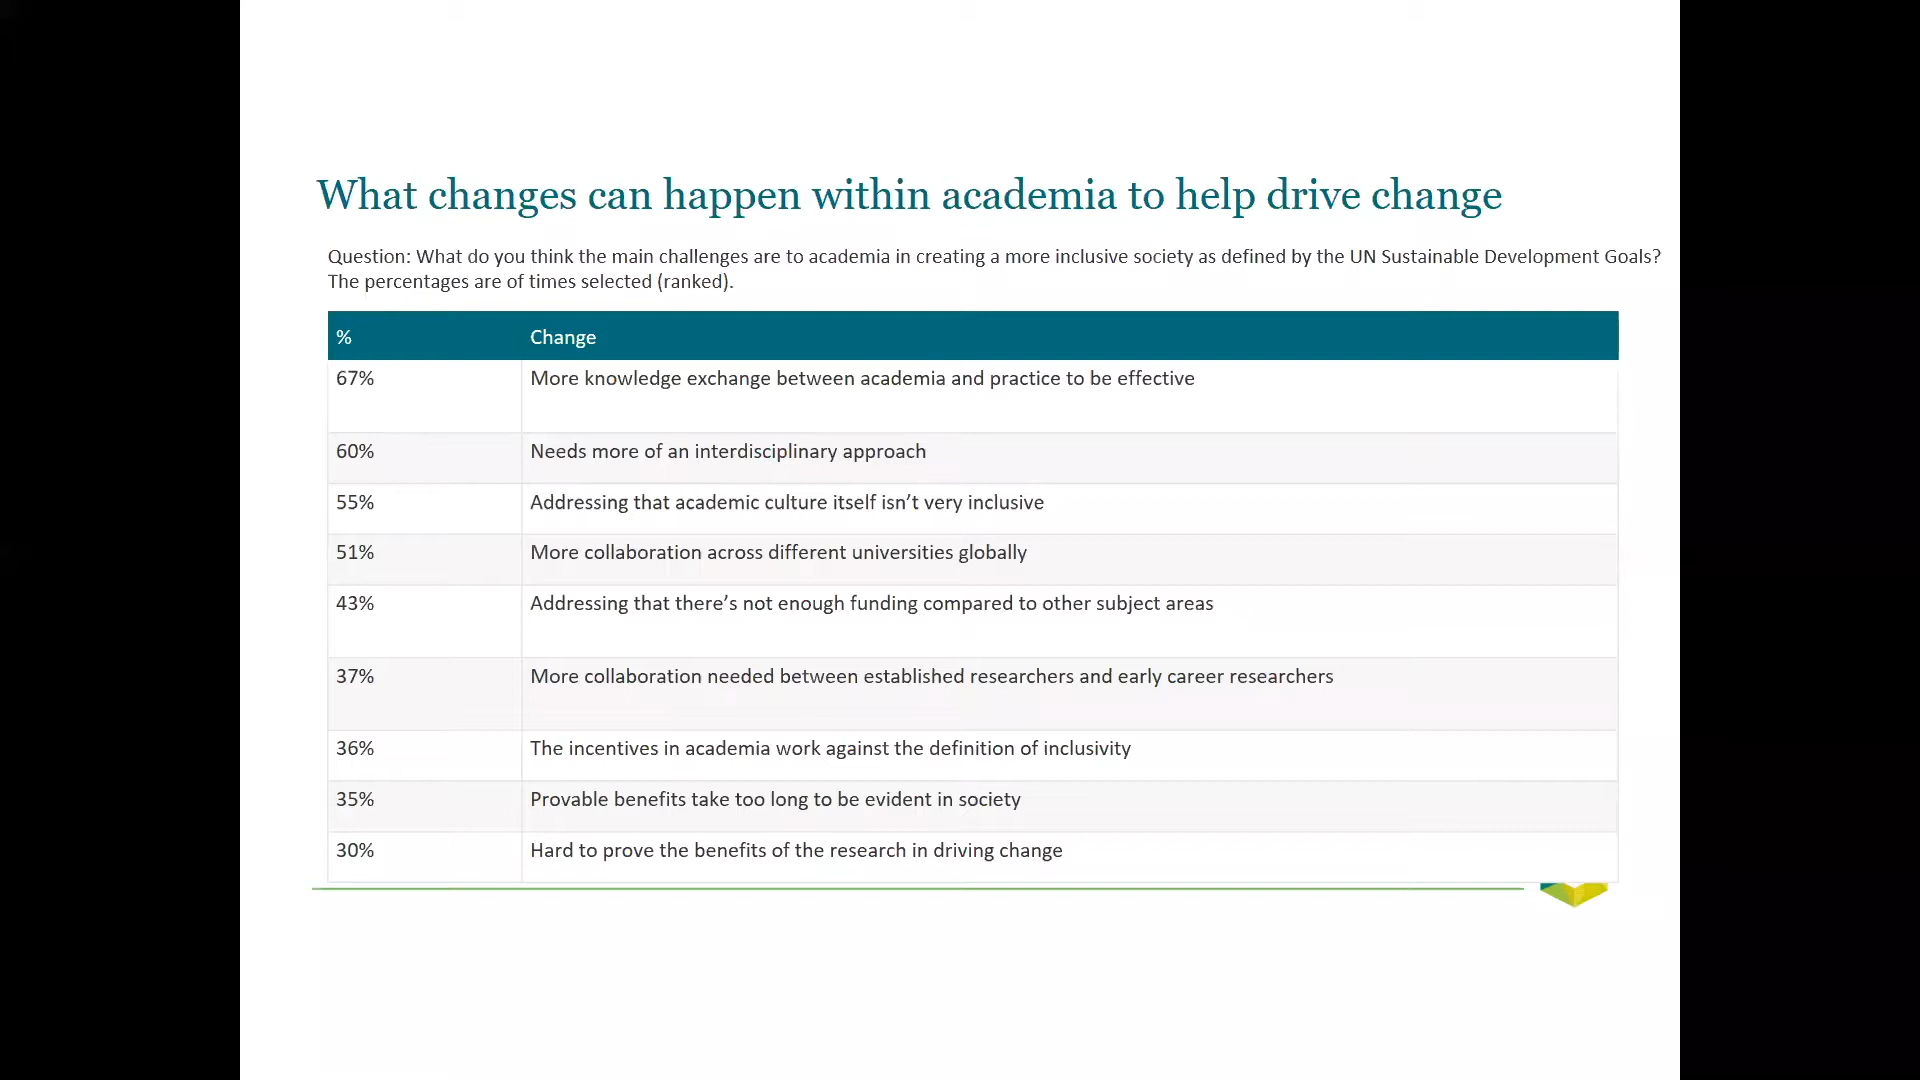 What changes can happen within academia to help drive change
Question: What do you think the main challenges are to academia in creating a more inclusive society as defined by the UN Sustainable Development Goals?
The percentages are of times selected (ranked).
% Change
67% More knowledge exchange between academia and practice to be effective
60% Needs more of an interdisciplinary approach
55% Addressing that academic culture itself isn’t very inclusive
51% More collaboration across different universities globally
43% Addressing that there’s not enough funding compared to other subject areas
37% More collaboration needed between established researchers and early career researchers
36% The incentives in academia work against the definition of inclusivity
35% Provable benefits take too long to be evident in society
30% Hard to prove the benefits of the research in driving change